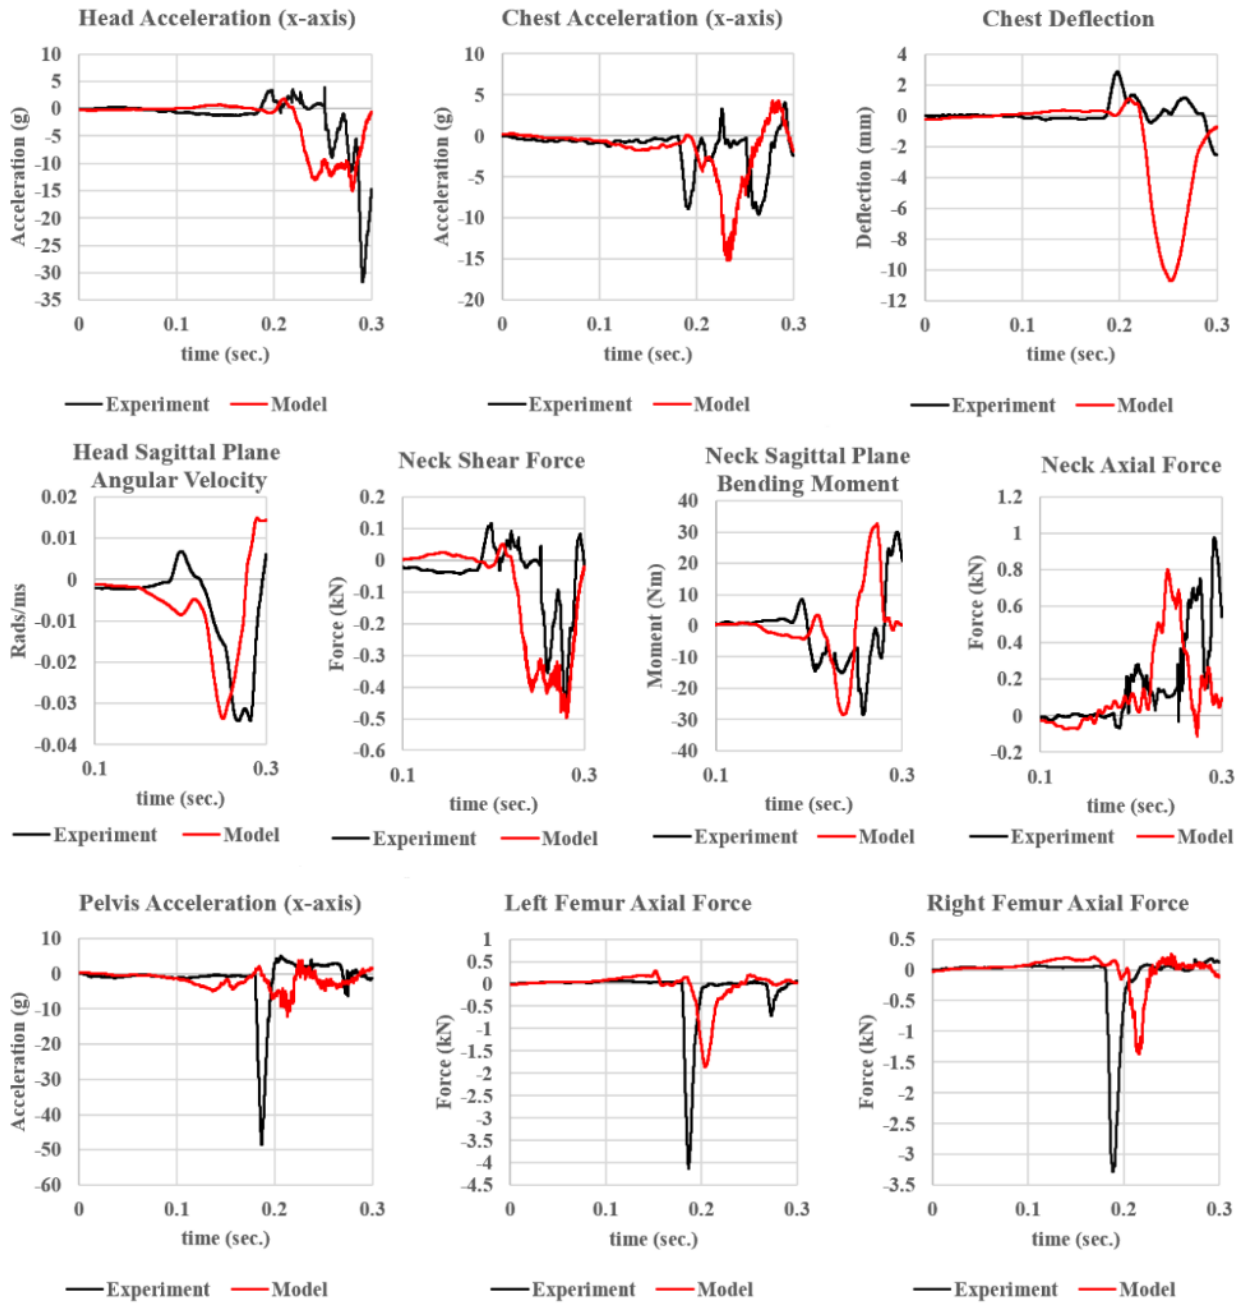 Head Acceleration (x-axis)
Acceleration (g)
10
5
0
-5
-10
-15
-20
-25
-30
-35
0
0.1
0.2
0.3
time (sec.)
Experiment
Model
Chest Acceleration (x-axis)
Acceleration (g)
10
5
0
-5
-10
-15
-20
0
0.1
0.2
0.3
time (sec.)
Experiment
Model
Chest Deflection
Deflection (mm)
4
2
0
-2
-4
-6
-8
-10
-12
0
0.1
0.2
0.3
time (sec.)
Experiment
Model
Head Sagittal Plane
Angular Velocity
Rads/ms
0.02
0.01
0
-0.01
-0.02
-0.03
-0.04
0.1
0.3
time (sec.)
Experiment
Model
Neck Shear Force
Force (kN)
0.2
0.1
0
-0.1
-0.2
-0.3
-0.4
-0.5
-0.6
0.1
0.3
time (sec.)
Experiment
Model
Neck Sagittal Plane
Bending Moment
Moment (Nm)
40
30
20
10
0
-10
-20
-30
-40
0.1
0.3
time (sec.)
Experiment
Model
Neck Axial Force
Force (kN)
1.2
1
0.8
0.6
0.4
0.2
0
-0.2
0.1
0.3
time (sec.)
Experiment
Model
Pelvis Acceleration (x-axis)
Acceleration (g)
10
0
-10
-20
-30
-40
-50
-60
0
0.1
0.2
0.3
time (sec.)
Experiment
Model
Left Femur Axial Force
Force (kN)
1
0.5
0
-0.5
-1
-1.5
-2
-2.5
-3
-3.5
-4
-4.5
0
0.1
0.2
0.3
time (sec.)
Experiment
Model
Right Femur Axial Force
Force (kN)
0.5
0
-0.5
-1
-1.5
-2
-2.5
-3
-3.5
0
0.1
0.2
0.3
time (sec.)
Experiment
Model